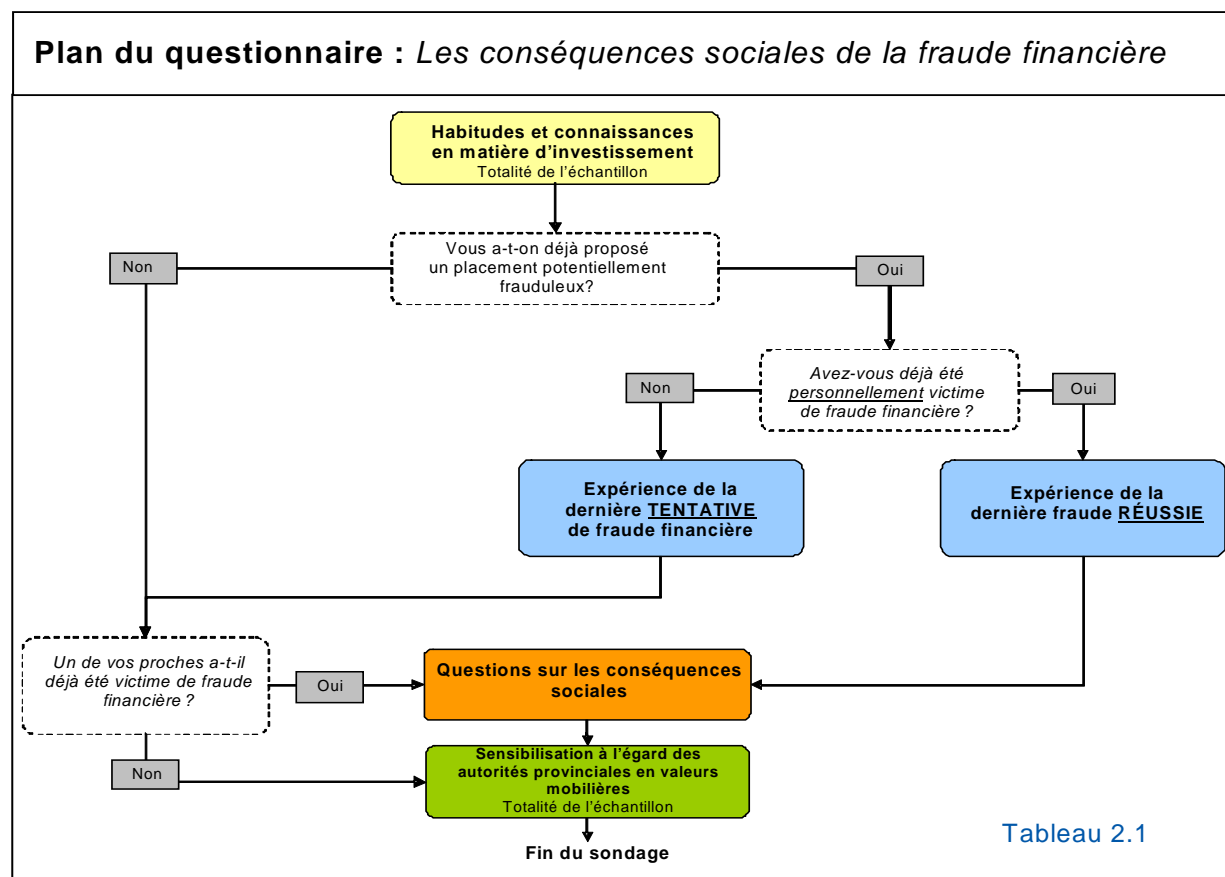 Plan du questionnaire : Les conséquences sociales de la fraude financière
Habitudes et connaissances
en matière d'investissement
Totalité de l'échantillon
Vous a-t-on déjà proposé
un placement potentiellement
frauduleux?
Non
Oui
Avez-vous déjà été
personnellement victime
de fraude financière ?
Non
Oui
Expérience de la
dernière TENTATIVE
de fraude financière
Expérience de la
dernière fraude RÉUSSIE
Un de vos proches a-t-il
déjà été victime de fraude
financière ?
Oui
Questions sur les conséquences
sociales
Non
Sensibilisation à l'égard des
autorités provinciales en valeurs
mobilières
Totalité de l'échantillon
Fin du sondage
Tableau 2.1